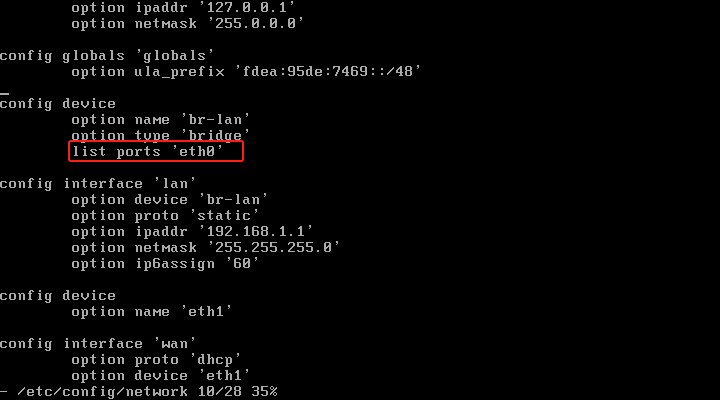 option ipaddr '127.0.0.1'
option netmask '255.0.0.0'
config globals 'globals'
option ula_prefix 'fdea:95de:7469::/48'
config device
option name 'br-lan'
option type 'bridge'
list ports 'eth0'
config interface 'lan'
option device 'br-lan'
option proto 'static'
option ipaddr '192.168.1.1'
option netmask '255.255.255.0'
option ip6assign '60'
config device
option name 'eth1'
config interface 'wan'
option proto 'dhcp'
option device 'eth1'
- /etc/config/network 10/28 35%